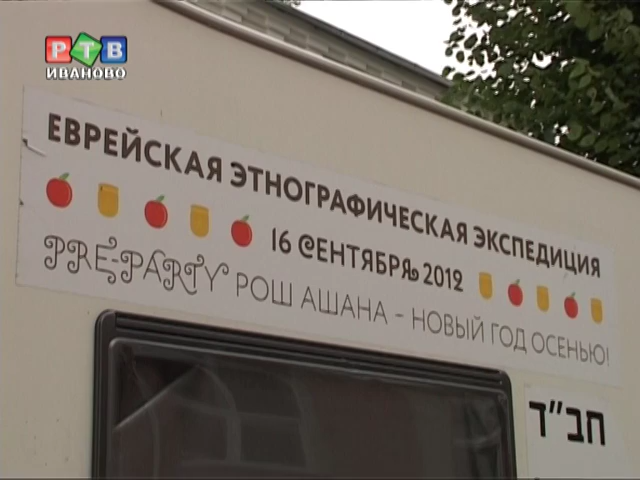 РТВ
ИВАНОВО
ЕВРЕЙСКАЯ ЭТНОГРАФИЧЕСКАЯ ЭКСПЕДИЦИЯ
16 СЕНТЯБРЯ 2012
PRE-PARTY РОШ АШАНА - НОВЫЙ ГОД ОСЕНЬЮ!
חב"ד